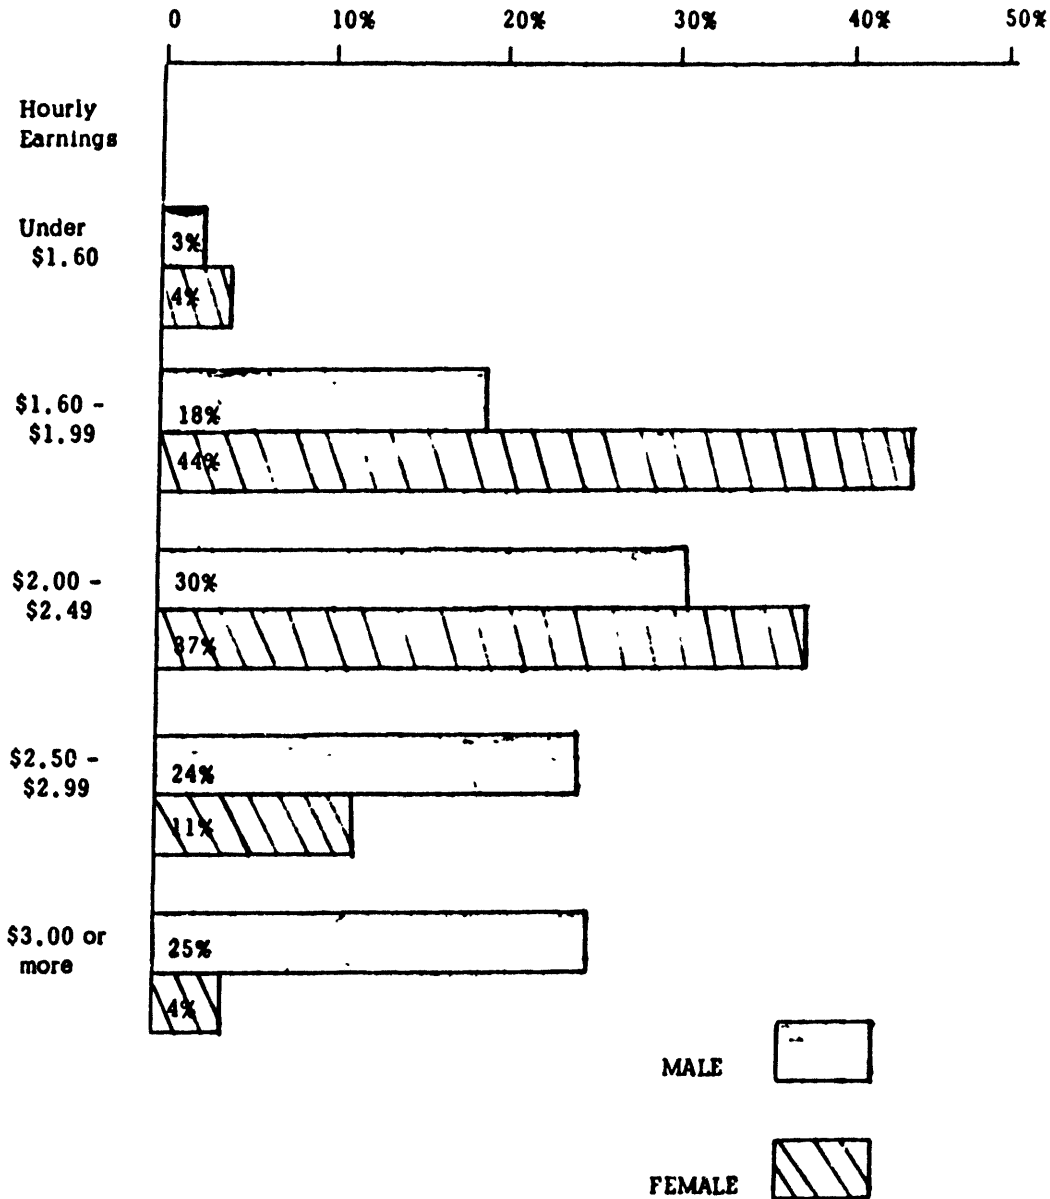 0 10% 20% 30% 40% 50%
Hourly
Earnings
Under
$1.60
3%
4%
$1.60 -
$1.99
18%
44%
$2.00 -
$2.49
30%
37%
$2.50 -
$2.99
24%
11%
$3.00 or
more
25%
4%
MALE
FEMALE